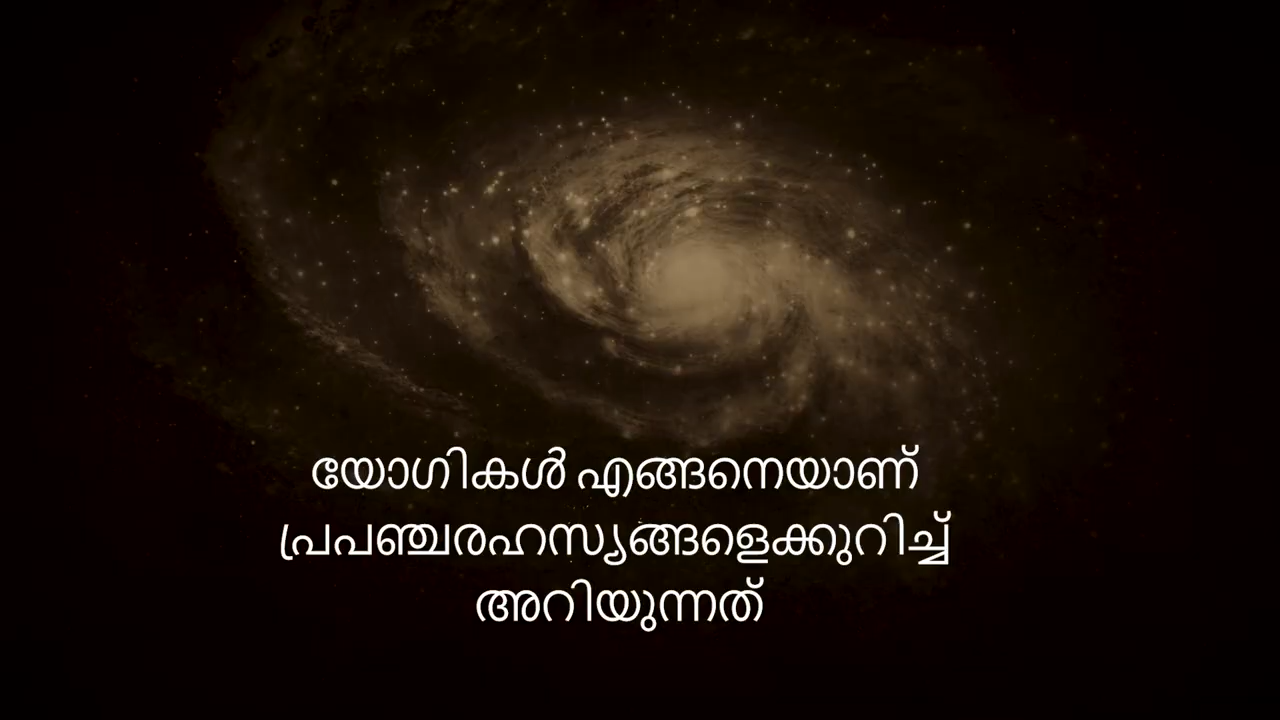 യോഗികൾ എങ്ങനെയാണ്
പ്രപഞ്ചരഹസ്യങ്ങളെക്കുറിച്ച്
അറിയുന്നത്